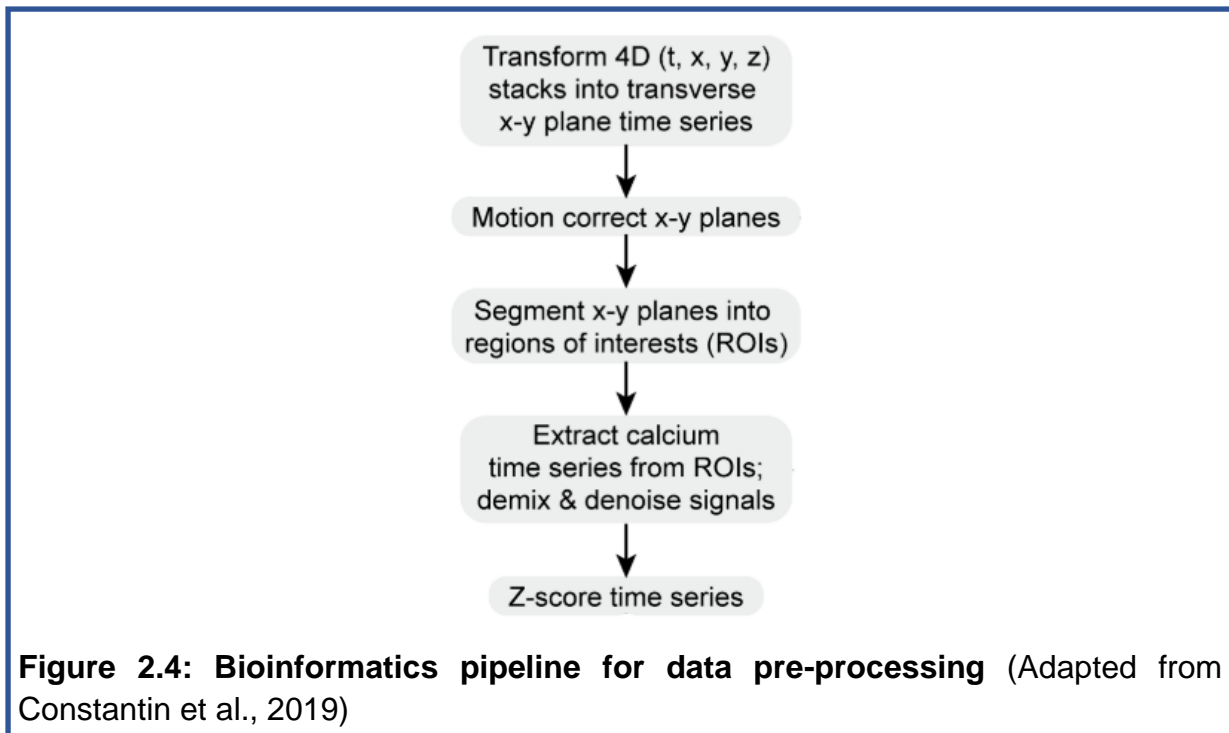 Transform 4D (t, x, y, z)
stacks into transverse
x-y plane time series
Motion correct x-y planes
Segment x-y planes into
regions of interests (ROIs)
Extract calcium
time series from ROIs;
demix & denoise signals
Z-score time series
Figure 2.4: Bioinformatics pipeline for data pre-processing (Adapted from
Constantin et al., 2019)